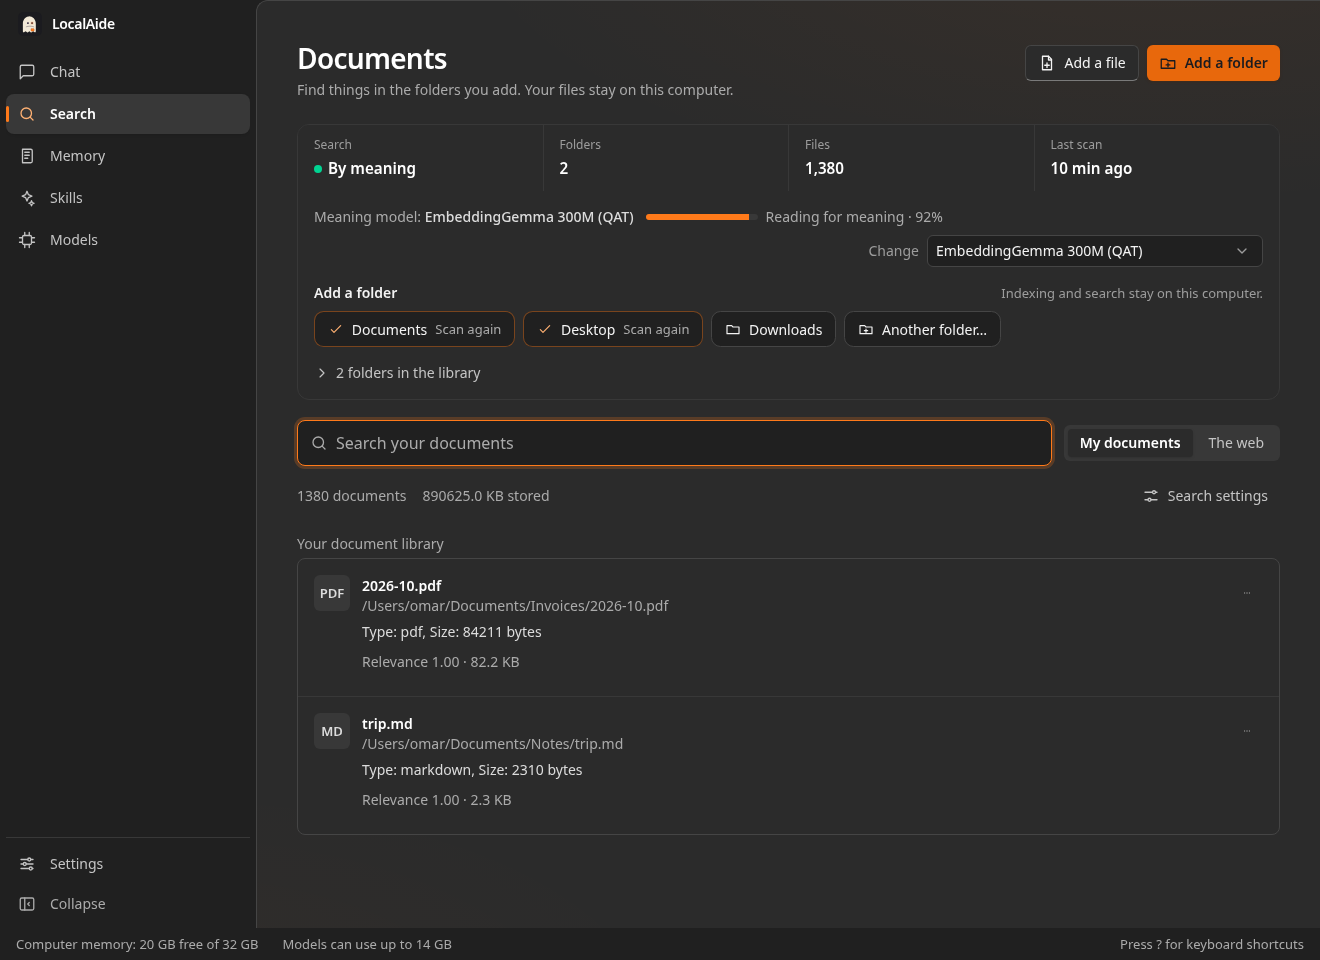 LocalAide
Chat
Search
Memory
Skills
Models
Settings
Collapse
Documents
Find things in the folders you add. Your files stay on this computer.
Add a file
Add a folder
Search
By meaning
Folders
2
Files
1,380
Last scan
10 min ago
Meaning model: EmbeddingGemma 300M (QAT)
Reading for meaning · 92%
Change
EmbeddingGemma 300M (QAT)
Add a folder
Indexing and search stay on this computer.
Documents Scan again
Desktop Scan again
Downloads
Another folder...
2 folders in the library
Search your documents
My documents
The web
1380 documents
890625.0 KB stored
Search settings
Your document library
PDF
2026-10.pdf
/Users/omar/Documents/Invoices/2026-10.pdf
Type: pdf, Size: 84211 bytes
Relevance 1.00 · 82.2 KB
MD
trip.md
/Users/omar/Documents/Notes/trip.md
Type: markdown, Size: 2310 bytes
Relevance 1.00 · 2.3 KB
Computer memory: 20 GB free of 32 GB
Models can use up to 14 GB
Press ? for keyboard shortcuts